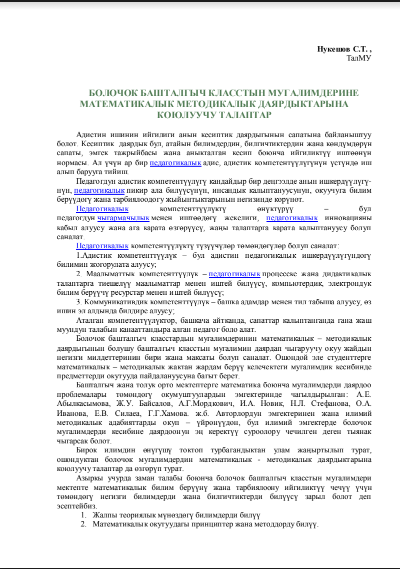 Нукешов С.Т. ,
ТалМУ
БОЛОЧОК БАШТАЛГЫЧ КЛАССТЫН МУГАЛИМДЕРИНЕ
МАТЕМАТИКАЛЫК МЕТОДИКАЛЫК ДАЯРДЫКТАРЫНА
КОЮЛУУЧУ ТАЛАПТАР
Адистин ишинин ийгилиги анын кесиптик даярдыгынын сапатына байланыштуу
болот. Кесиптик даярдык бул, атайын билимдердин, билгичтиктердин жана көндүмдөрүн
сапаты, эмгек тажрыйбасы жана аныкталган кесип боюнча ийгиликтүү иштөөнүн
нормасы. Ал үчүн ар бир педагогикалык адис, адистик компетенттүүлүгүнүн үстүндө иш
алып барууга тийиш.
Педагогдун адистик компетенттүүлүгү кандайдыр бир деңгээлде анын ишкердүүлүгү-
нүн, педагогикалык пикир ала билүүсүнүн, инсандык калыптануусунун, окуучуга билим
берүүдөгү жана тарбиялоодогу жыйынтыктарынын негизинде көрүнөт.
Педагогикалык компетенттүүлүктү өнүктүрүү – бул
педагогдун чыгармачылык менен иштөөдөгү жекелиги, педагогикалык инновацияны
кабыл алуусу жана ага карата өзгөрүүсү, жаңы талаптарга карата калыптануусу болуп
саналат.
Педагогикалык компетенттүүлүктү түзүүчүлөр төмөндөгүлөр болуп саналат:
1.Адистик компетенттүүлүк – бул адистин педагогикалык ишкердүүлүгүндөгү
билимин жогорулата алуусу;
2. Маалыматтык компетенттүүлүк – педагогикалык процесске жана дидактикалык
талаптарга тиешелүү маалыматтар менен иштей билүүсү, компьютердик, электрондук
билим берүүчү ресурстар менен иштей билүүсү;
3. Коммуникативдик компетенттүүлүк – башка адамдар менен тил табыша алуусу, өз
ишин эл алдында билдире алуусу;
Аталган компетенттүүлүктөр, башкача айтканда, сапаттар калыптанганда гана жаш
муундун талабын канааттандыра алган педагог боло алат.
Болочок башталгыч класстардын мугалимдеринин математикалык – методикалык
даярдыгынын болушу башталгыч класстын мугалимин даярдап чыгаруучу окуу жайдын
негизги милдеттеринин бири жана максаты болуп саналат. Ошондой эле студенттерге
математикалык – методикалык жактан жардам берүү келечектеги мугалимдик кесибинде
предметтерди окутууда пайдалануусуна багыт берет.
Башталгыч жана толук орто мектептерге математика боюнча мугалимдерди даярдоо
проблемалары төмөндөгү окумуштуулардын эмгектеринде чагылдырылган: А.Е.
Абылкасымова, Ж.У. Байсалов, А.Г.Мордкович, И.А. Новик, Н.Л. Стефанова, О.А.
Иванова, Е.В. Силаев, Г.Г.Хамова. ж.б. Авторлордун эмгектеринен жана илимий
методикалык адабияттарды окуп – үйрөнүүдөн, бул илимий эмгектерде болочок
мугалимдерди кесибине даярдоонун эң керектүү суроолору чечилген деген тыянак
чыгарсак болот.
Бирок илимдин өнүгүшү токтоп турбагандыктан улам жаңыртылып турат,
ошондуктан болочок мугалимдердин математикалык - методикалык даярдыктарына
коюлуучу талаптар да өзгөрүп турат.
Азыркы учурда заман талабы боюнча болочок башталгыч класстын мугалимдери
мектепте математикалык билим берүүнү жана тарбиялоону ийгиликтүү чечүү үчүн
төмөндөгү негизги билимдерди жана билгичтиктерди билүүсү зарыл болот деп
эсептейбиз.
1. Жалпы теориялык мүнөздөгү билимдерди билүү
2. Математикалык окутуудагы принциптер жана методдорду билүү.